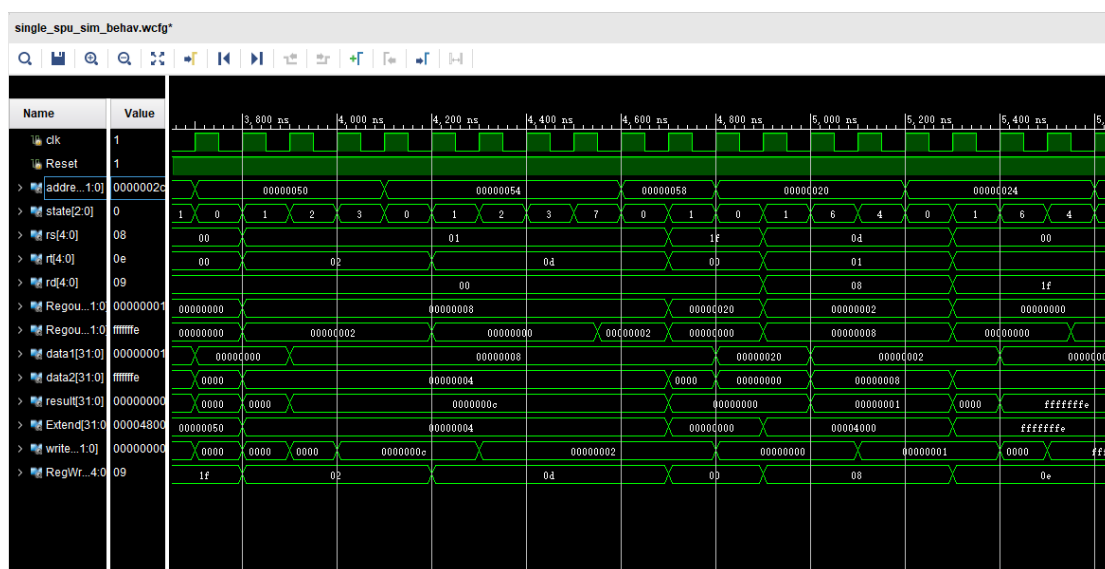 single_spu_sim_behav.wcfg*
Name Value
3,800 ns 4,000 ns 4,200 ns 4,400 ns 4,600 ns 4,800 ns 5,000 ns 5,200 ns 5,400 ns 5,
clk 1
Reset 1
addre...1:0] 0000002c 00000050 00000054 00000058 00000020 00000024
state[2:0] 0 1 0 1 2 3 0 1 2 3 7 0 1 0 1 6 4 0 1 6 4
rs[4:0] 08 00 01 1f 0d 00
rt[4:0] 0e 00 02 0d 00 01
rd[4:0] 09 00 08 1f
Regou...1:0] 00000001 00000000 00000008 00000020 00000002 00000000
Regou...1:0] fffffffe 00000000 00000002 00000000 00000002 00000000 00000008 00000000
data1[31:0] 00000001 00000000 00000008 00000020 00000002 0000000
data2[31:0] fffffffe 0000 00000004 0000 00000000 00000008
result[31:0] 00000000 0000 0000 0000000c 00000000 00000001 0000 fffffffe
Extend[31:0 00004800 00000050 00000004 00000000 00004000 fffffffe
write...1:0] 00000000 0000 0000 0000 0000000c 00000002 00000000 00000001 0000 fff
RegWr...4:0 09 1f 02 0d 00 08 0e